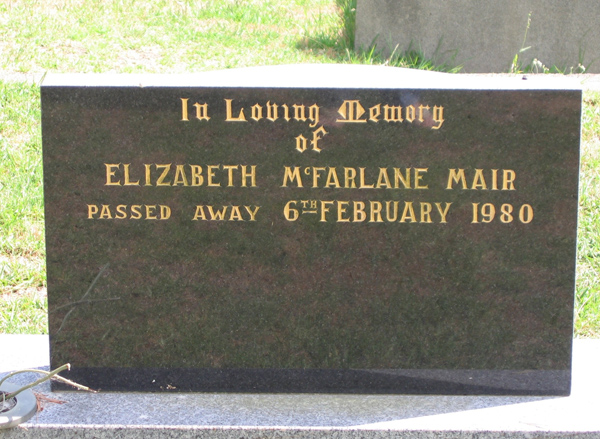 In Loving Memory
of
ELIZABETH McFARLANE MAIR
PASSED AWAY 6TH FEBRUARY 1980